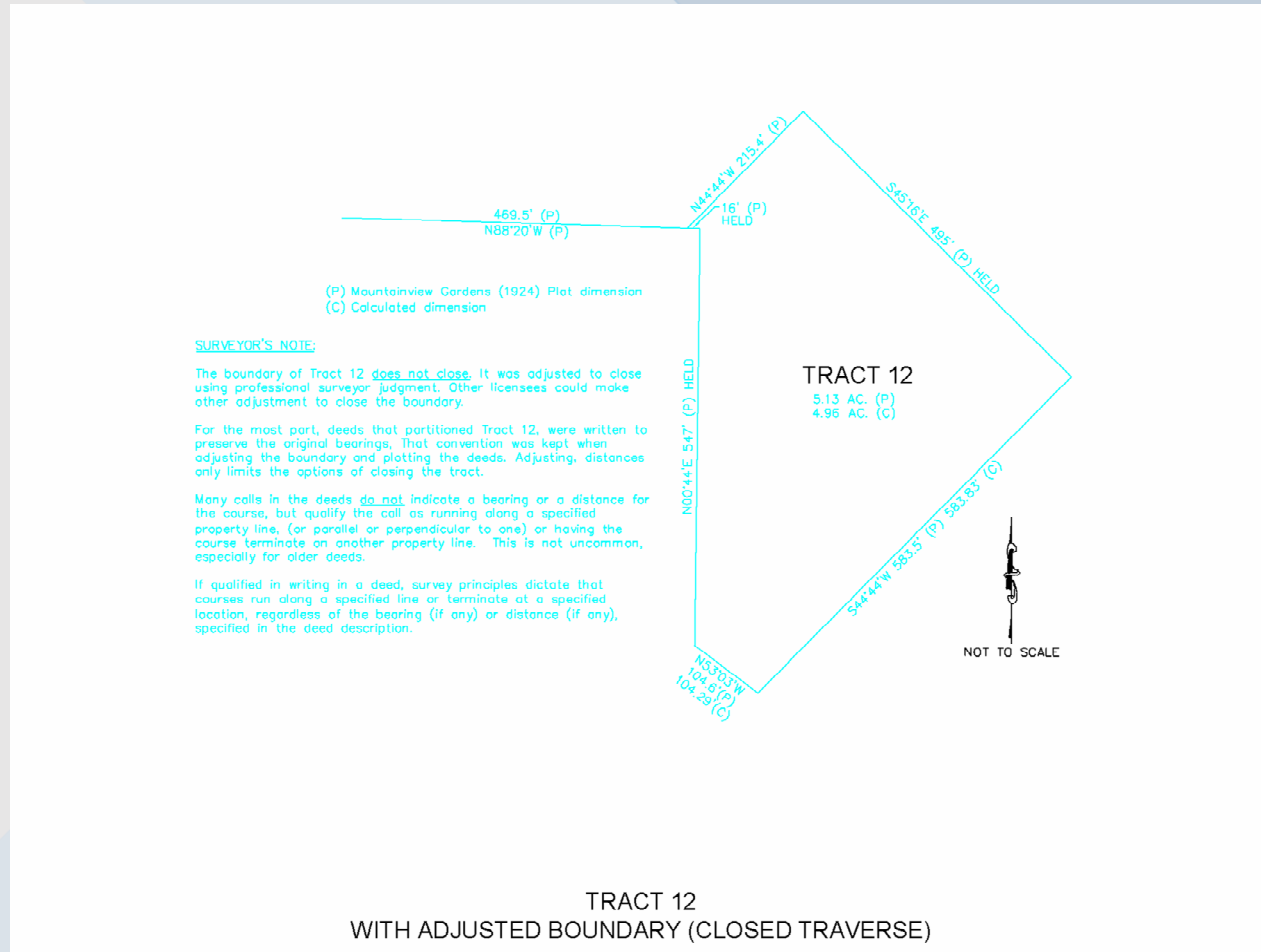 N44°44'W 215.4' (P)
16' (P)
HELD
S45°16'E 495' (P) HELD
469.5' (P)
N88°20'W (P)
(P) Mountainview Gardens (1924) Plat dimension
(C) Calculated dimension
SURVEYOR'S NOTE:
The boundary of Tract 12 does not close. It was adjusted to close
using professional surveyor judgment. Other licensees could make
other adjustment to close the boundary.
For the most part, deeds that partitioned Tract 12, were written to
preserve the original bearings, That convention was kept when
adjusting the boundary and plotting the deeds. Adjusting, distances
only limits the options of closing the tract.
Many calls in the deeds do not indicate a bearing or a distance for
the course, but qualify the call as running along a specified
property line, (or parallel or perpendicular to one) or having the
course terminate on another property line. This is not uncommon,
especially for older deeds.
If qualified in writing in a deed, survey principles dictate that
courses run along a specified line or terminate at a specified
location, regardless of the bearing (if any) or distance (if any),
specified in the deed description.
N00°44'E 547' (P) HELD
TRACT 12
5.13 AC. (P)
4.96 AC. (C)
S44°44'W 583.5' (P) 583.83' (C)
N53°03'W
104.6'(P)
104.29'(C)
NOT TO SCALE
TRACT 12
WITH ADJUSTED BOUNDARY (CLOSED TRAVERSE)